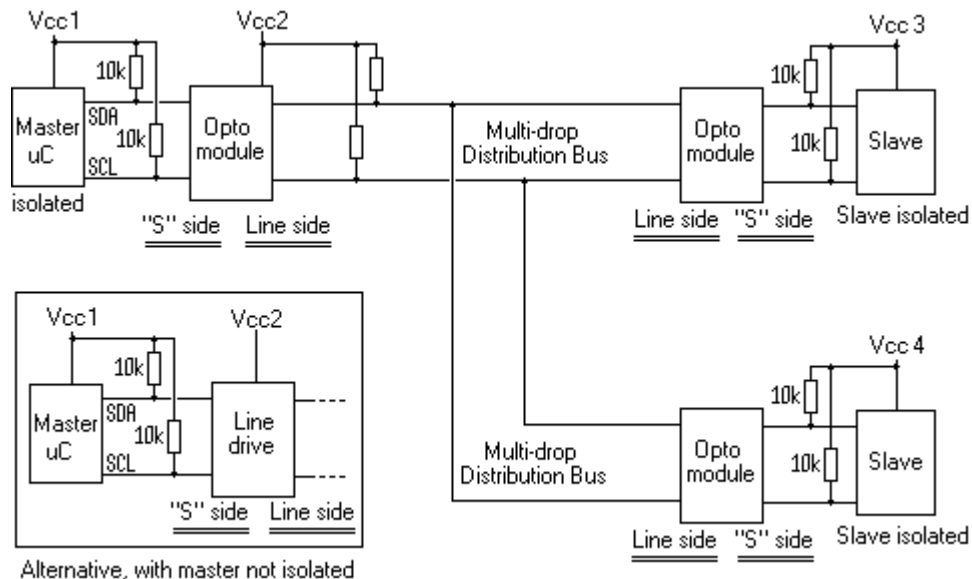 Vcc1
Vcc2
Vcc 3
10k
10k
SDA
10k
10k
Master
uC
SCL
Opto
module
Multi-drop
Distribution Bus
Opto
module
Slave
isolated
"S" side
Line side
Line side
"S" side
Slave isolated
Vcc1
Vcc2
Vcc 4
10k
10k
SDA
10k
10k
Master
uC
SCL
Line
drive
Multi-drop
Distribution Bus
Opto
module
Slave
"S" side
Line side
Line side
"S" side
Slave isolated
Alternative, with master not isolated